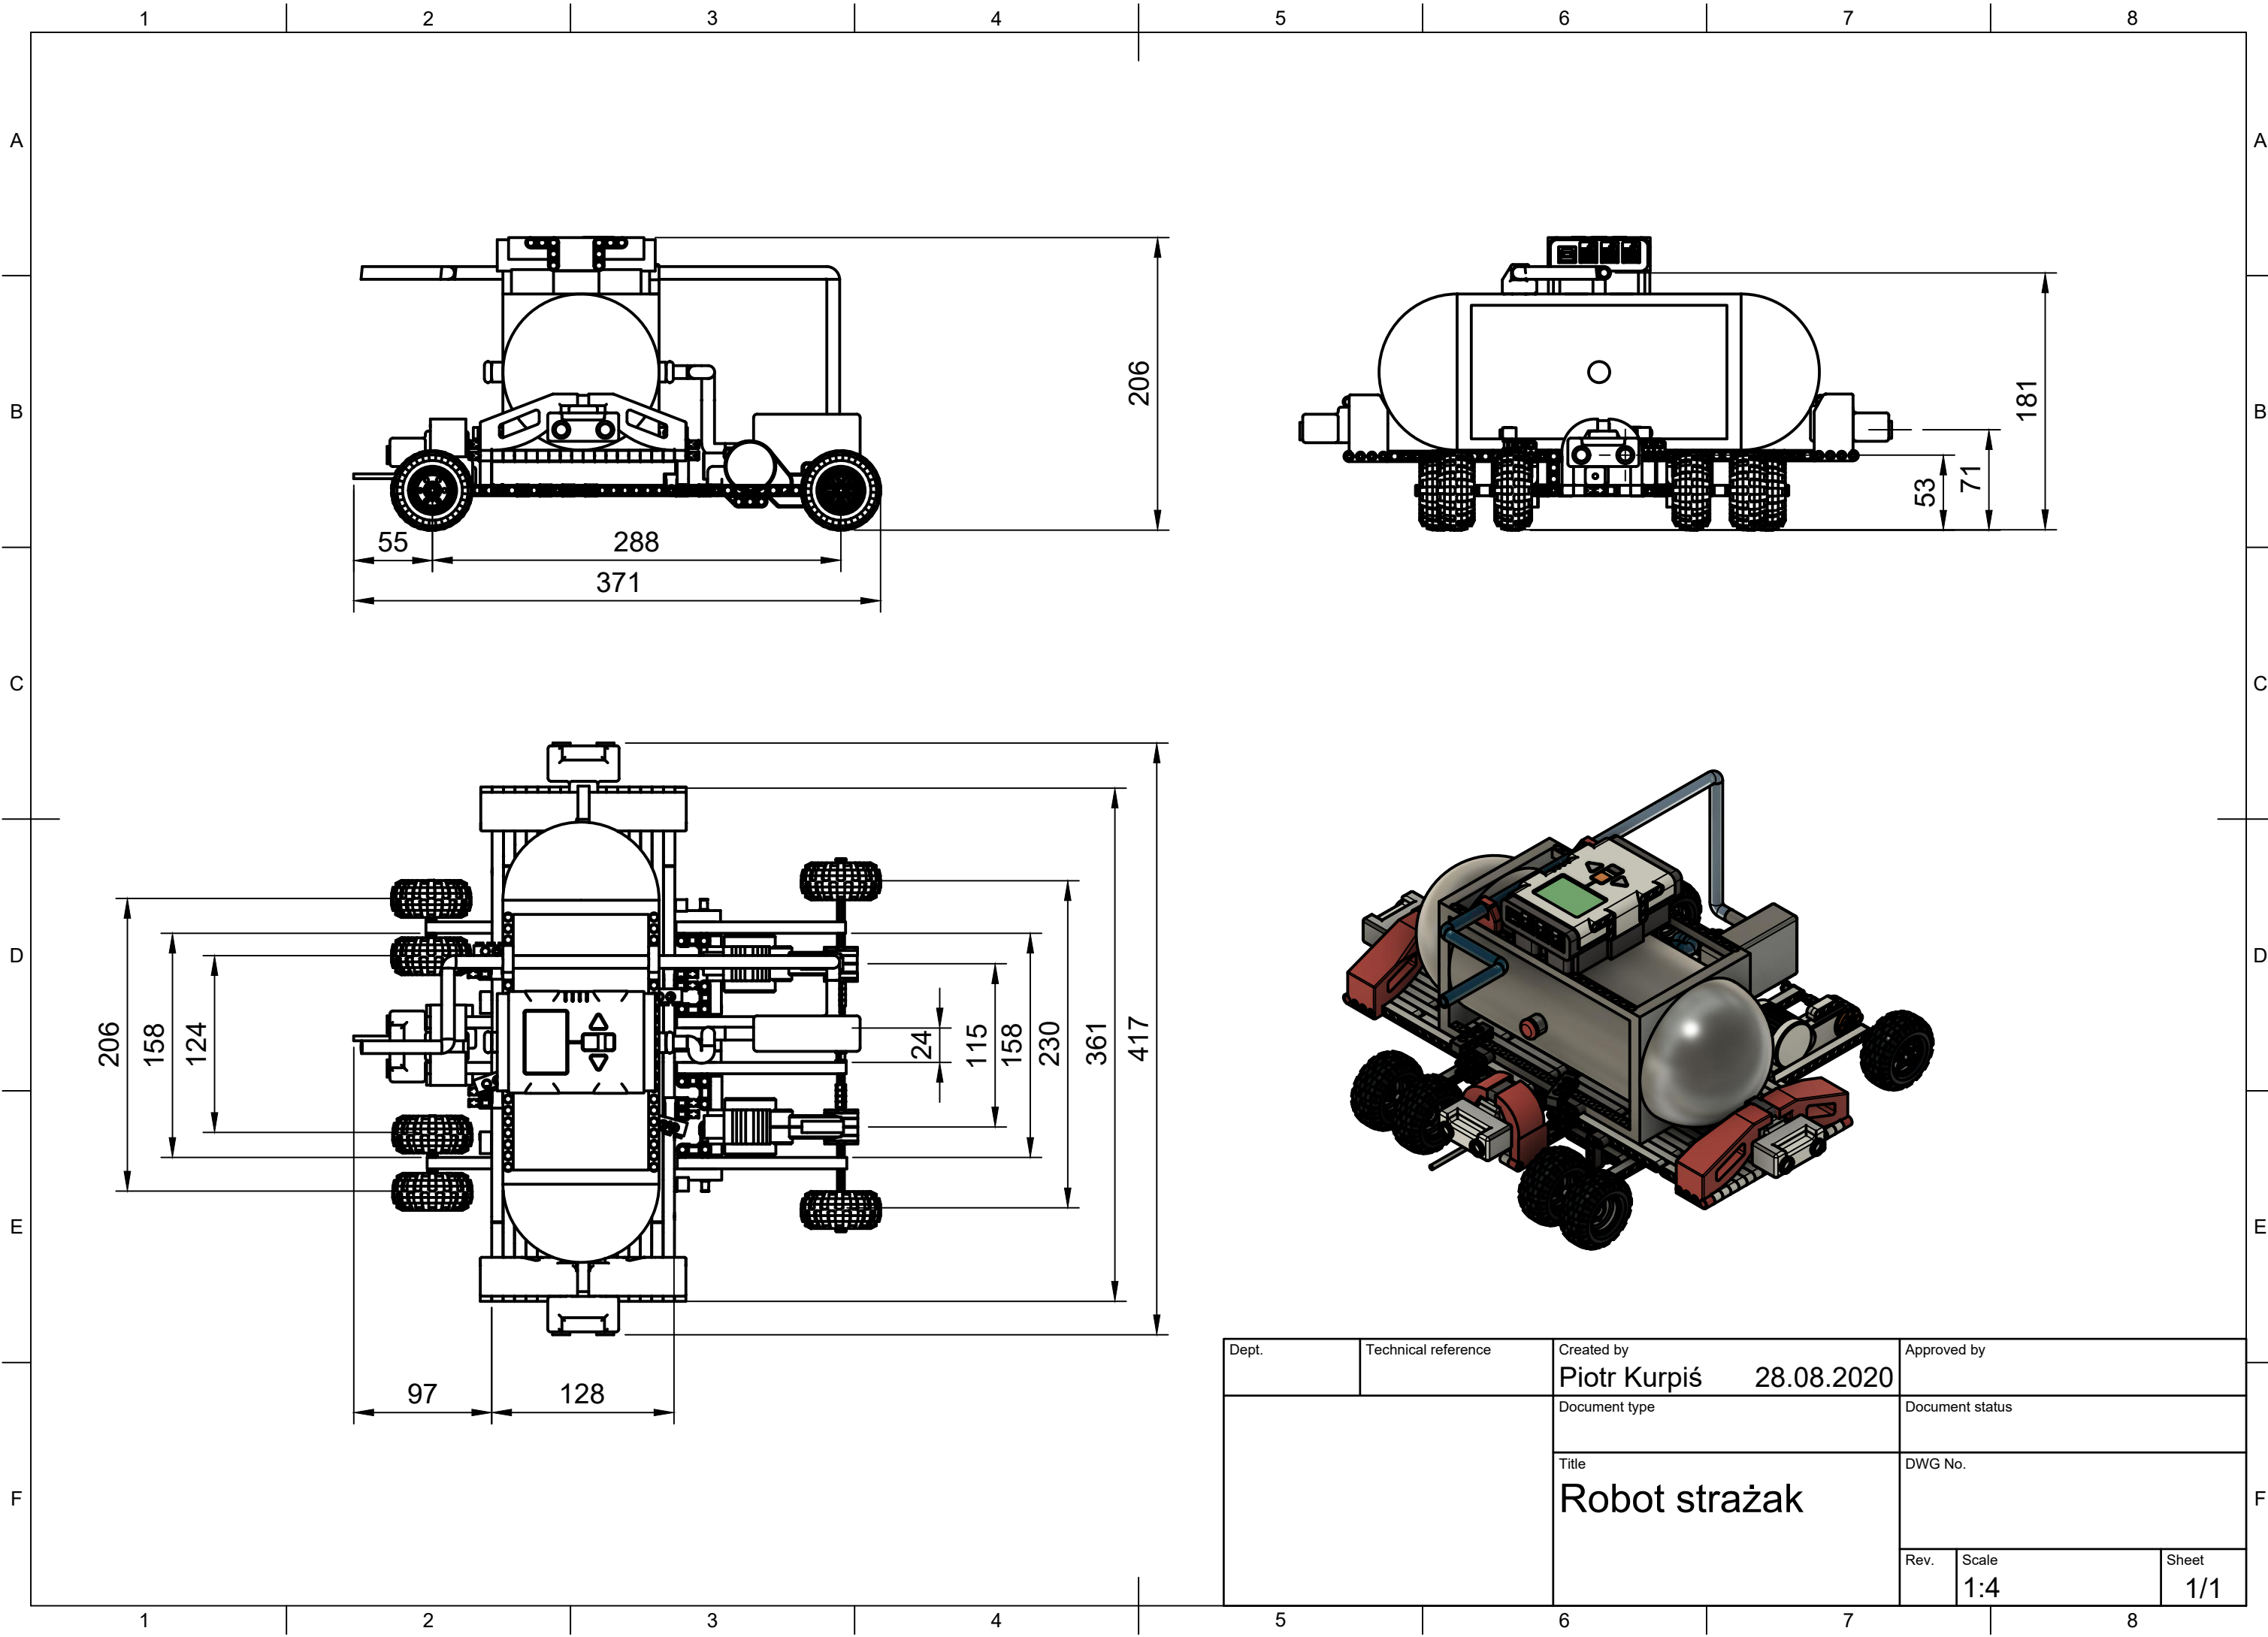 1 2 3 4 5 6 7 8
A A
206
181
B B
71
53
55 288
371
C C
D D
206 158 124 24 115 158 230 361 417
E E
97 128
Dept. Technical reference Created by Approved by
Piotr Kurpiś 28.08.2020
Document type Document status
Title DWG No.
Robot strażak
F F
Rev. Scale Sheet
1:4 1/1
1 2 3 4 5 6 7 8